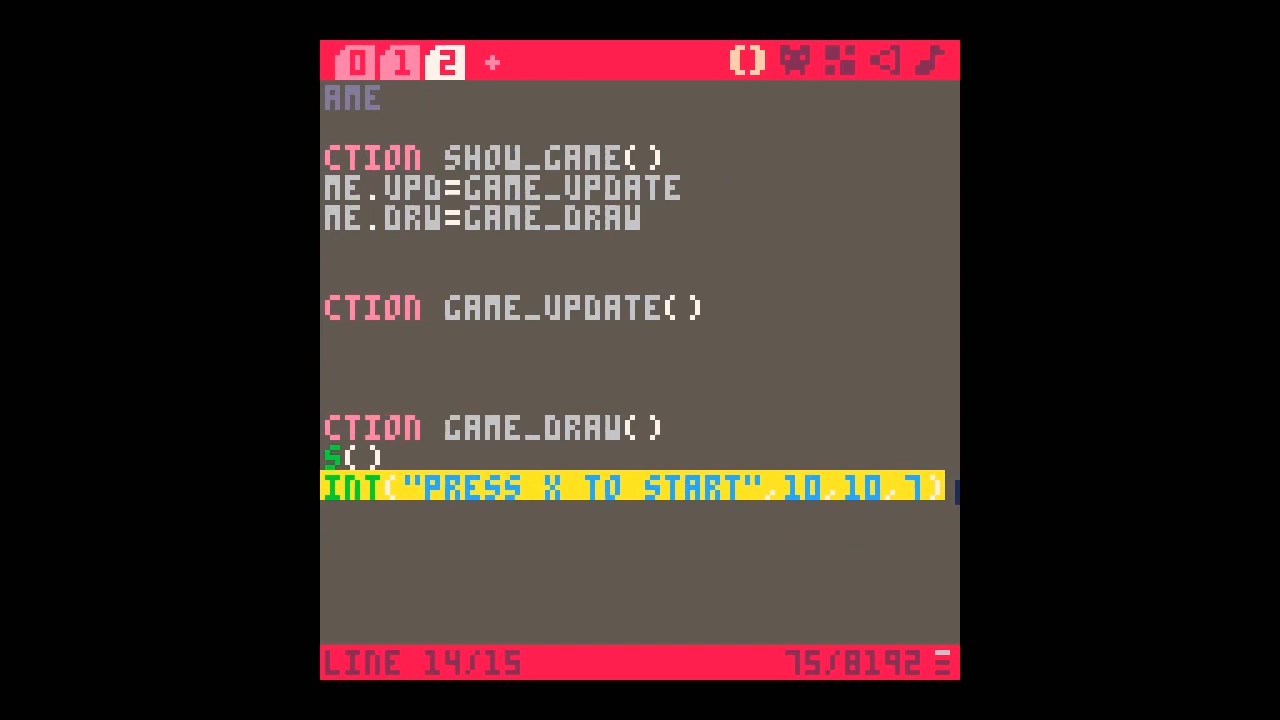 0 1 2 +
AME
CTION SHOW_GAME()
ME.UPD=GAME_UPDATE
ME.DRW=GAME_DRAW
CTION GAME_UPDATE()
CTION GAME_DRAW()
S()
INT("PRESS X TO START",10,10,7)
LINE 14/15 75/8192